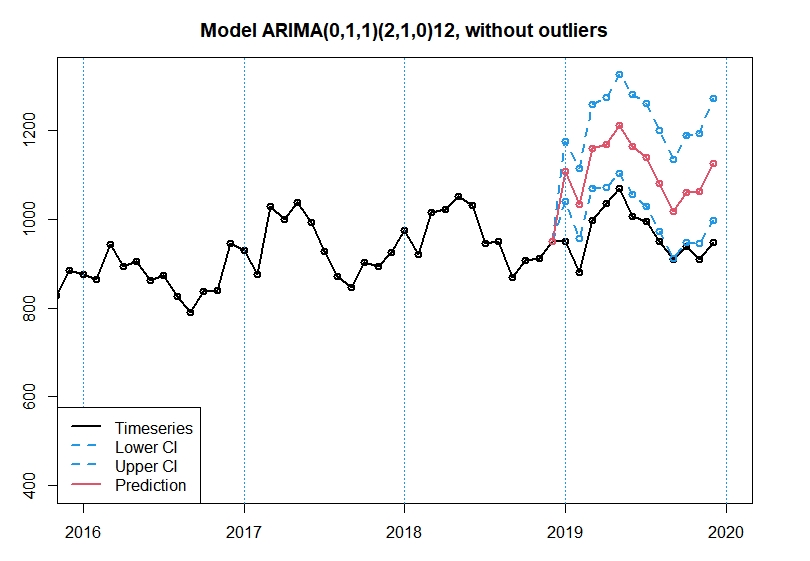 Model ARIMA(0,1,1)(2,1,0)12, without outliers
1200
1000
800
600
400
Timeseries
Lower CI
Upper CI
Prediction
2016 2017 2018 2019 2020